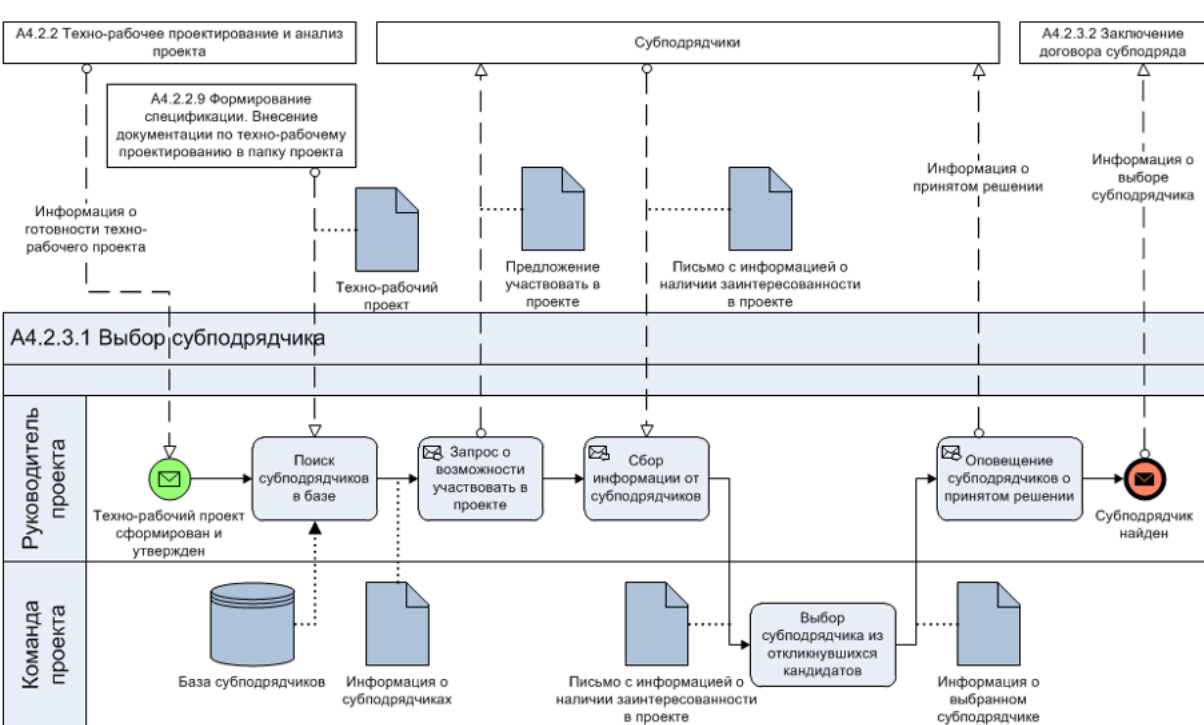 А4.2.2 Техно-рабочее проектирование и анализ
проекта
Субподрядчики
А4.2.3.2 Заключение
договора субподряда
А4.2.2.9 Формирование
спецификации. Внесение
документации по техно-рабочему
проектированию в папку проекта
Информация о
готовности техно-
рабочего проекта
Техно-рабочий
проект
Предложение
участвовать в
проекте
Письмо с информацией о
наличии заинтересованности
в проекте
Информация о
принятом решении
Информация о
выборе
субподрядчика
А4.2.3.1 Выбор субподрядчика
Руководитель
проекта
Техно-рабочий проект
сформирован и
утвержден
Поиск
субподрядчиков
в базе
Запрос о
возможности
участвовать в
проекте
Сбор
информации от
субподрядчиков
Оповещение
субподрядчиков о
принятом решении
Субподрядчик
найден
Команда
проекта
База субподрядчиков
Информация о
субподрядчиках
Письмо с информацией о
наличии заинтересованности
в проекте
Выбор
субподрядчика из
откликнувшихся
кандидатов
Информация о
выбранном
субподрядчике